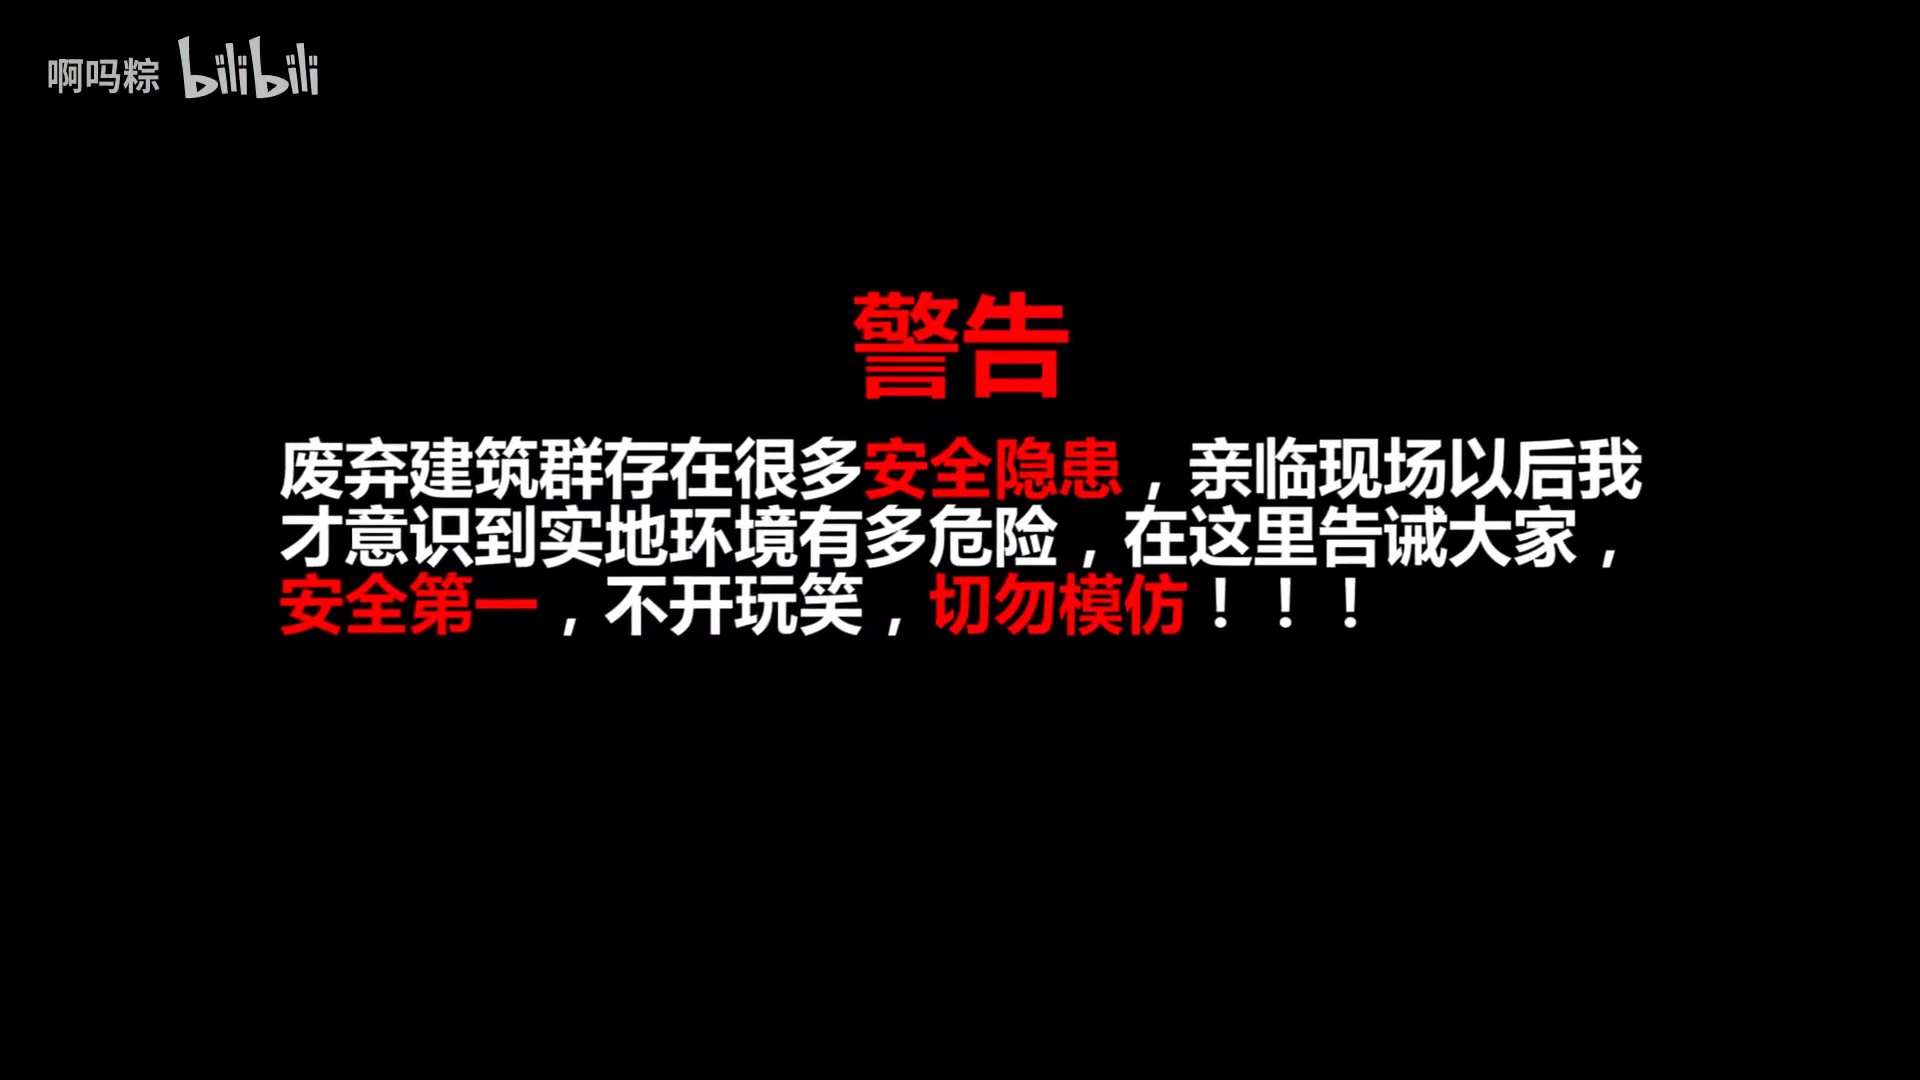 啊吗粽 bilibili
警告
废弃建筑群存在很多安全隐患，亲临现场以后我
才意识到实地环境有多危险，在这里告诫大家，
安全第一，不开玩笑，切勿模仿！！！